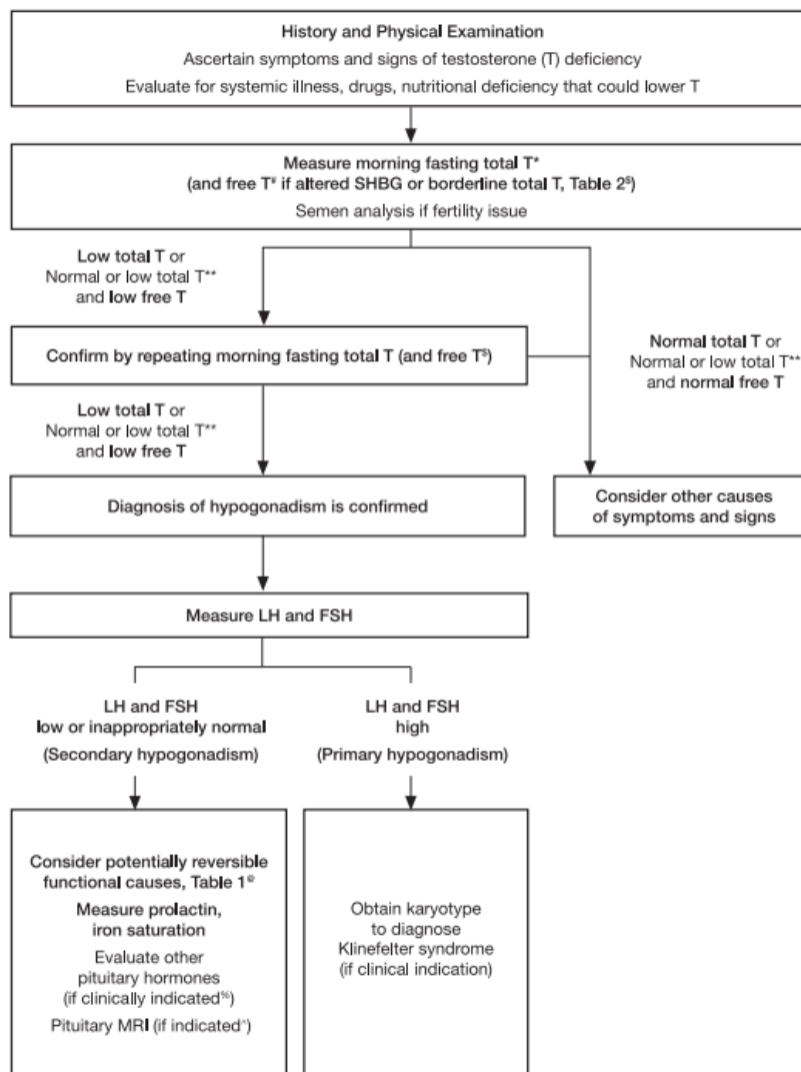 History and Physical Examination
Ascertain symptoms and signs of testosterone (T) deficiency
Evaluate for systemic illness, drugs, nutritional deficiency that could lower T
Measure morning fasting total T*
(and free T# if altered SHBG or borderline total T, Table 2$)
Semen analysis if fertility issue
Low total T or
Normal or low total T**
and low free T
Normal total T or
Normal or low total T**
and normal free T
Confirm by repeating morning fasting total T (and free T$)
Low total T or
Normal or low total T**
and low free T
Diagnosis of hypogonadism is confirmed
Consider other causes
of symptoms and signs
Measure LH and FSH
LH and FSH
low or inappropriately normal
(Secondary hypogonadism)
LH and FSH
high
(Primary hypogonadism)
Consider potentially reversible
functional causes, Table 1@
Measure prolactin,
iron saturation
Evaluate other
pituitary hormones
(if clinically indicated%)
Pituitary MRI (if indicated^)
Obtain karyotype
to diagnose
Klinefelter syndrome
(if clinical indication)